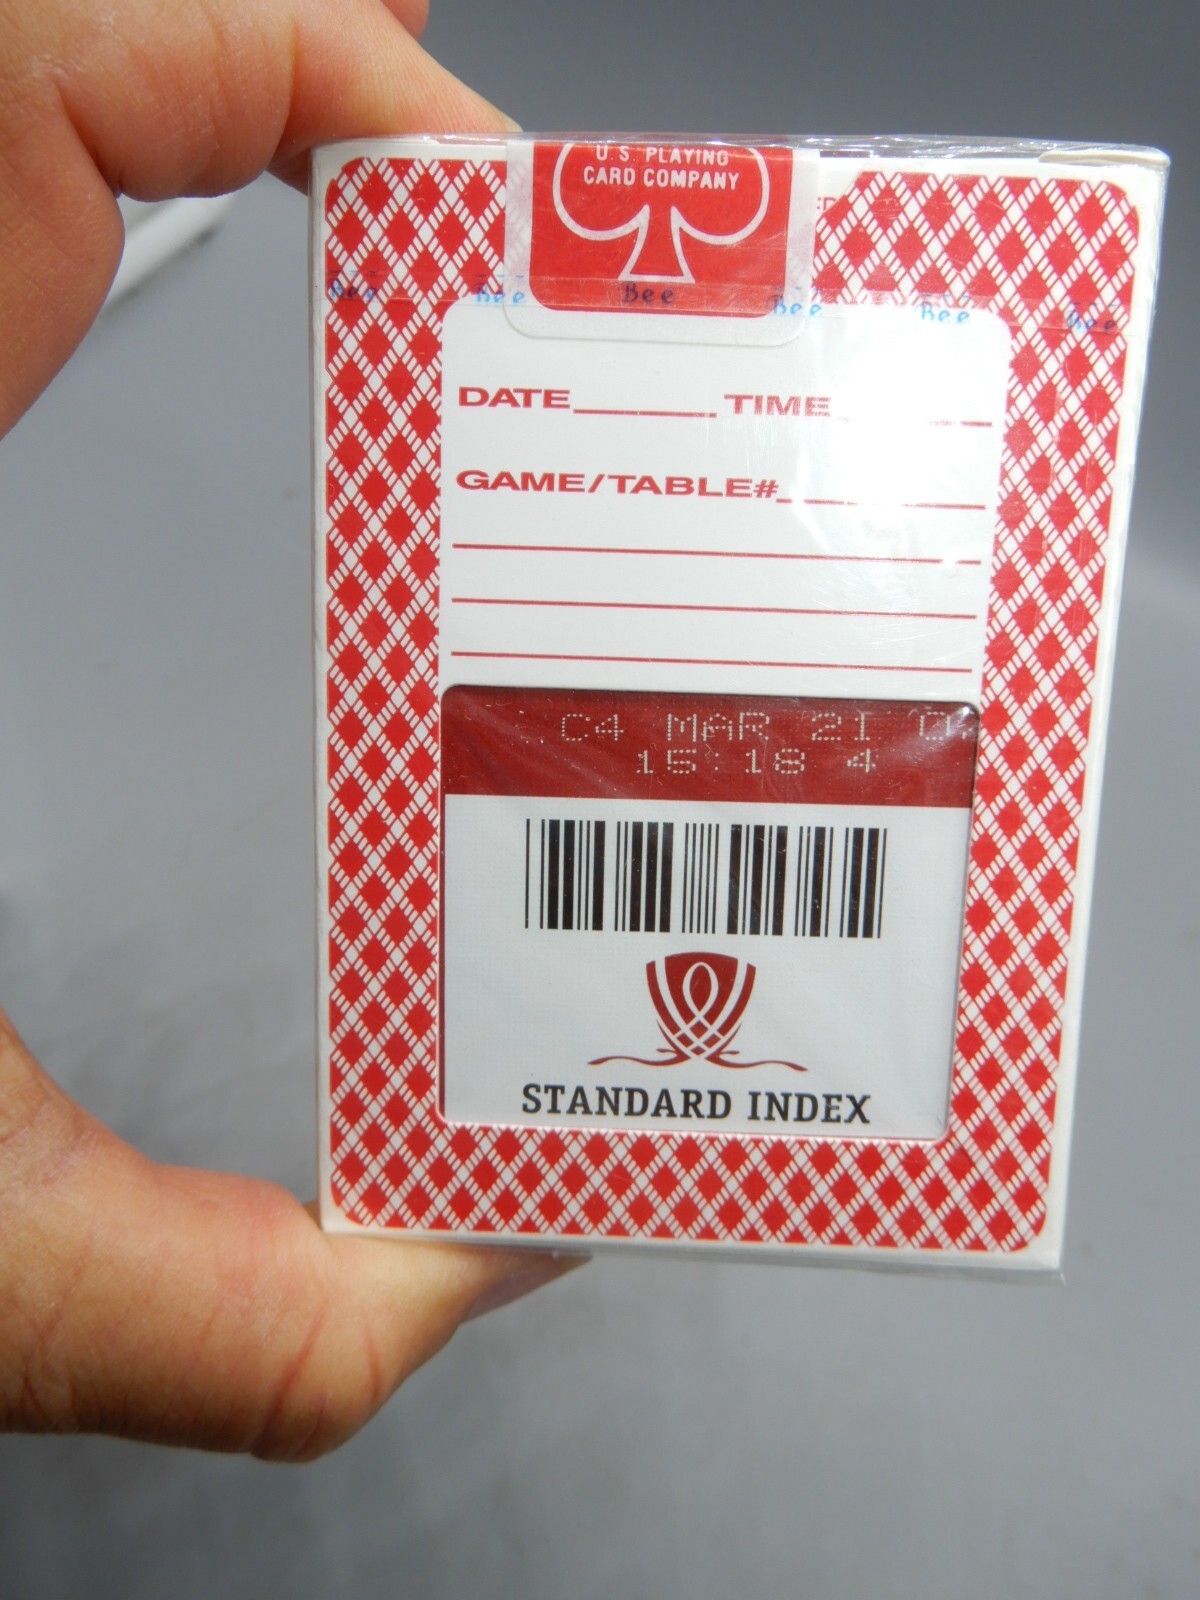 U.S. PLAYING
CARD COMPANY
Bee Bee Bee Bee Bee Bee
DATE TIME
GAME/TABLE#
C4 MAR 21
15:18 4
STANDARD INDEX